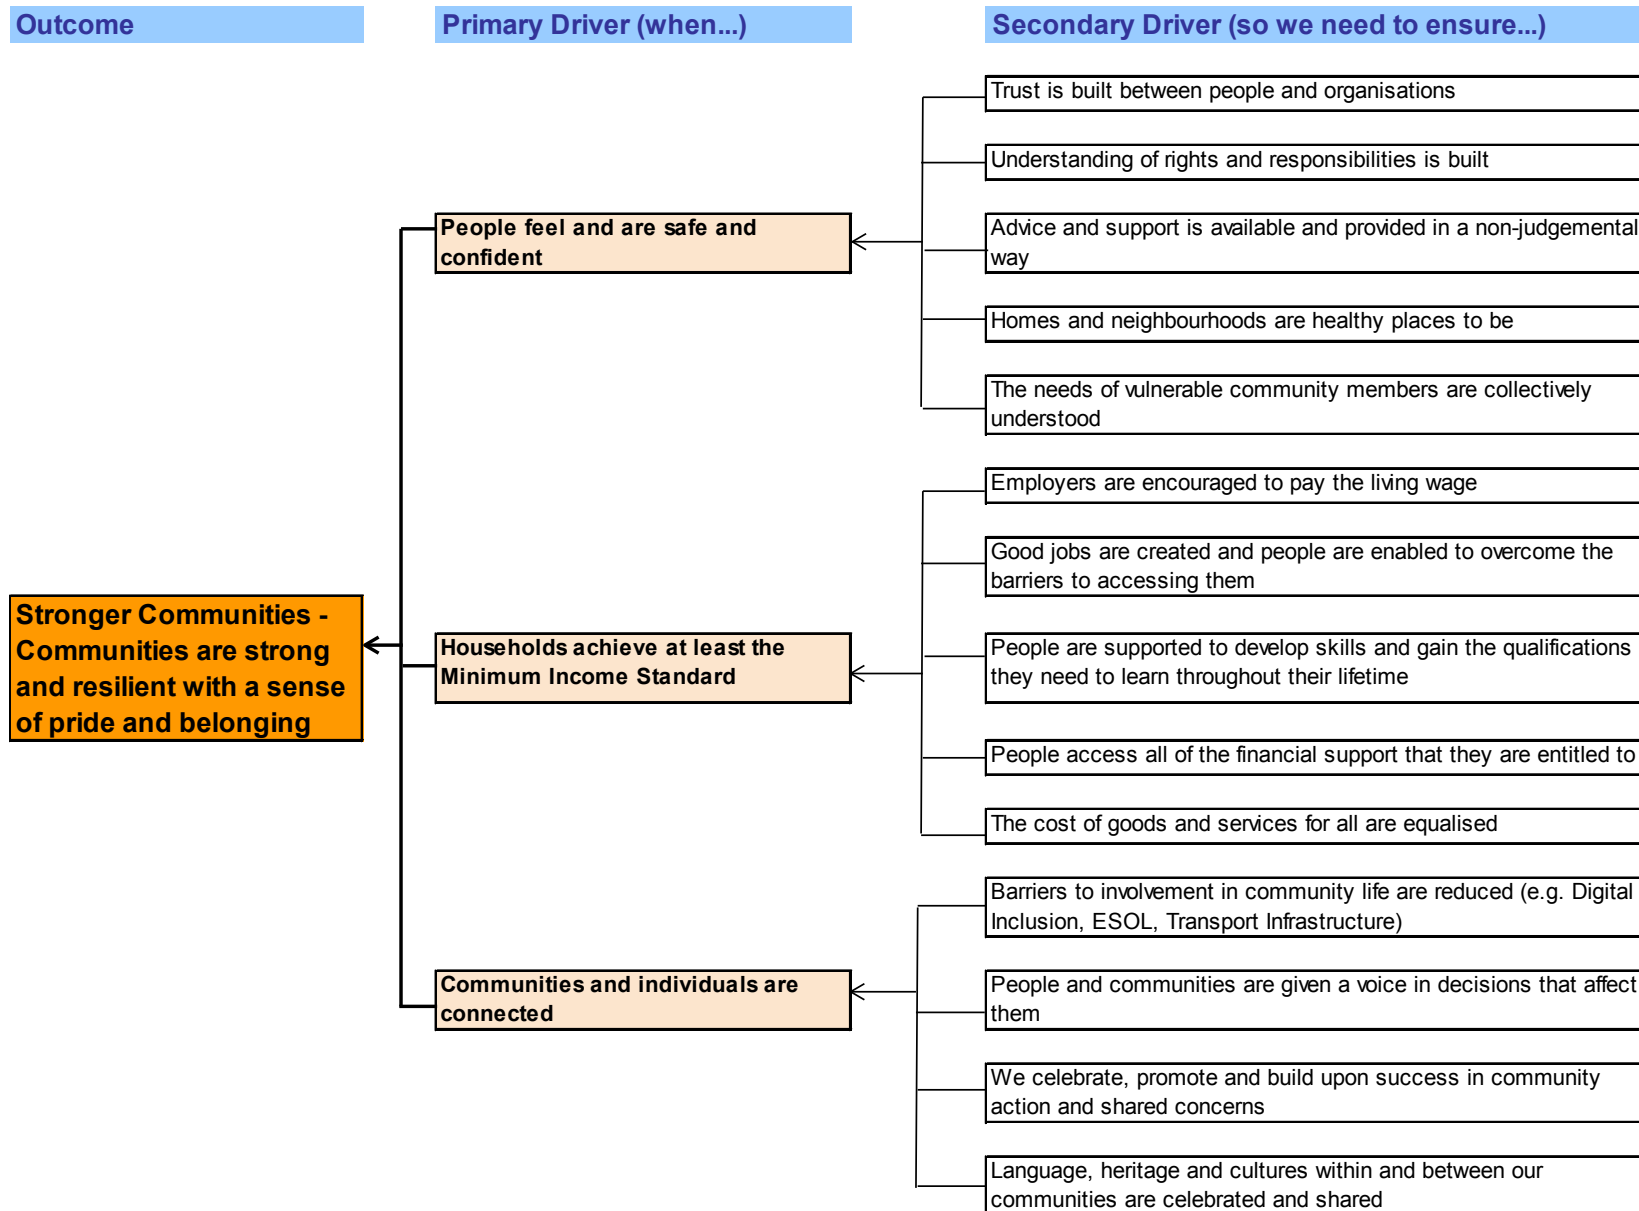 Outcome
Primary Driver (when...)
Secondary Driver (so we need to ensure...)
Trust is built between people and organisations
Understanding of rights and responsibilities is built
People feel and are safe and
confident
Advice and support is available and provided in a non-judgemental
way
Homes and neighbourhoods are healthy places to be
The needs of vulnerable community members are collectively
understood
Employers are encouraged to pay the living wage
Good jobs are created and people are enabled to overcome the
barriers to accessing them
Stronger Communities -
Communities are strong
and resilient with a sense
of pride and belonging
Households achieve at least the
Minimum Income Standard
People are supported to develop skills and gain the qualifications
they need to learn throughout their lifetime
People access all of the financial support that they are entitled to
The cost of goods and services for all are equalised
Barriers to involvement in community life are reduced (e.g. Digital
Inclusion, ESOL, Transport Infrastructure)
Communities and individuals are
connected
People and communities are given a voice in decisions that affect
them
We celebrate, promote and build upon success in community
action and shared concerns
Language, heritage and cultures within and between our
communities are celebrated and shared